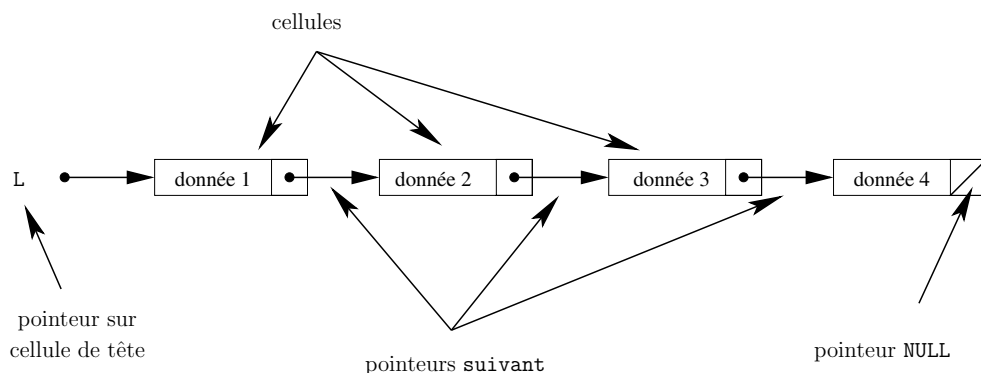 cellules
L
donnée 1
donnée 2
donnée 3
donnée 4
pointeur sur
cellule de tête
pointeurs suivant
pointeur NULL